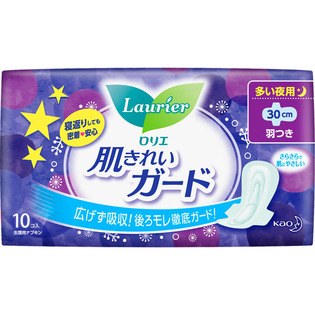 Laurier
多い夜用
30cm
羽つき
寝返りしても
密着で安心
ロリエ
肌きれい
ガード
さらさらで
肌にやさしい
広げず吸収!後ろモレ徹底ガード!
10コ入
生理用ナプキン
Kao